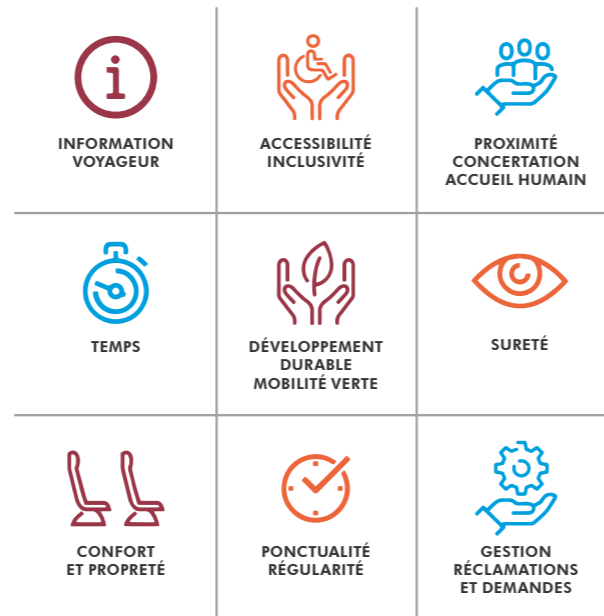 INFORMATION
VOYAGEUR
ACCESSIBILITÉ
INCLUSIVITÉ
PROXIMITÉ
CONCERTATION
ACCUEIL HUMAIN
TEMPS
DÉVELOPPEMENT
DURABLE
MOBILITÉ VERTE
SURETÉ
CONFORT
ET PROPRETÉ
PONCTUALITÉ
RÉGULARITÉ
GESTION
RÉCLAMATIONS
ET DEMANDES